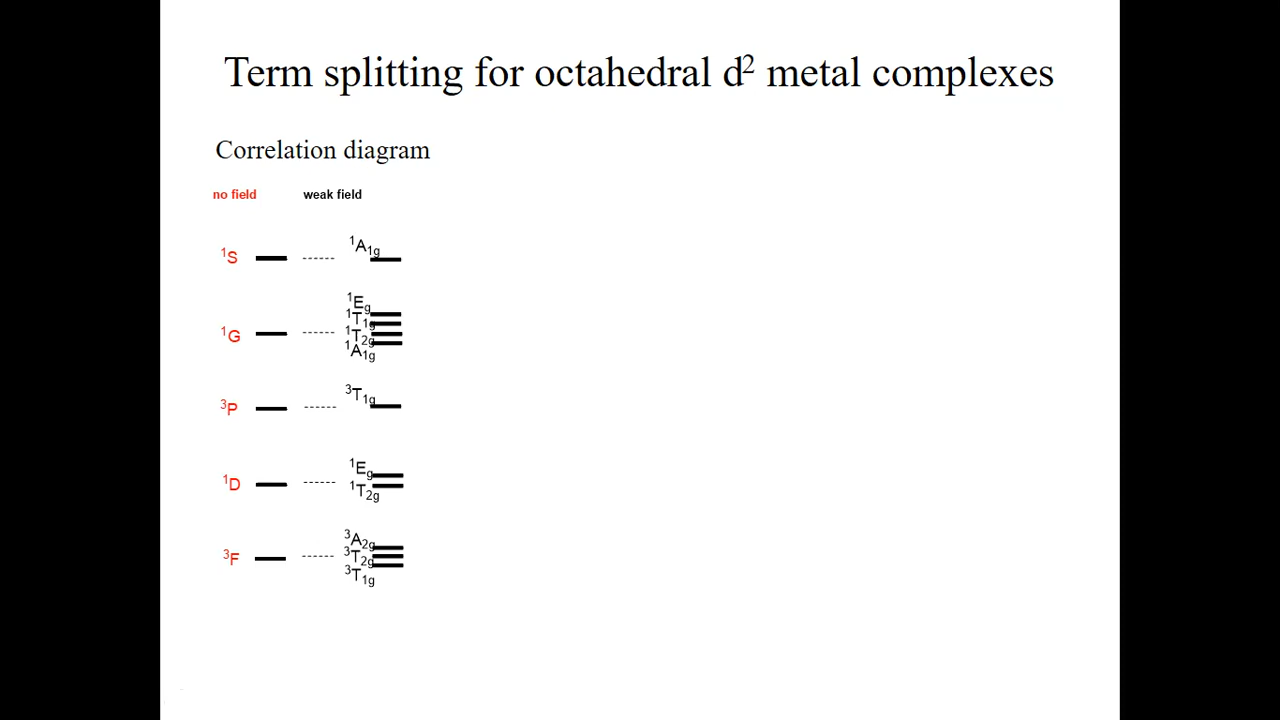 Term splitting for octahedral d² metal complexes
Correlation diagram
no field weak field
¹S ¹A₁g
¹G ¹Eg
¹T₁g
¹T₂g
¹A₁g
³P ³T₁g
¹D ¹Eg
¹T₂g
³F ³A₂g
³T₂g
³T₁g